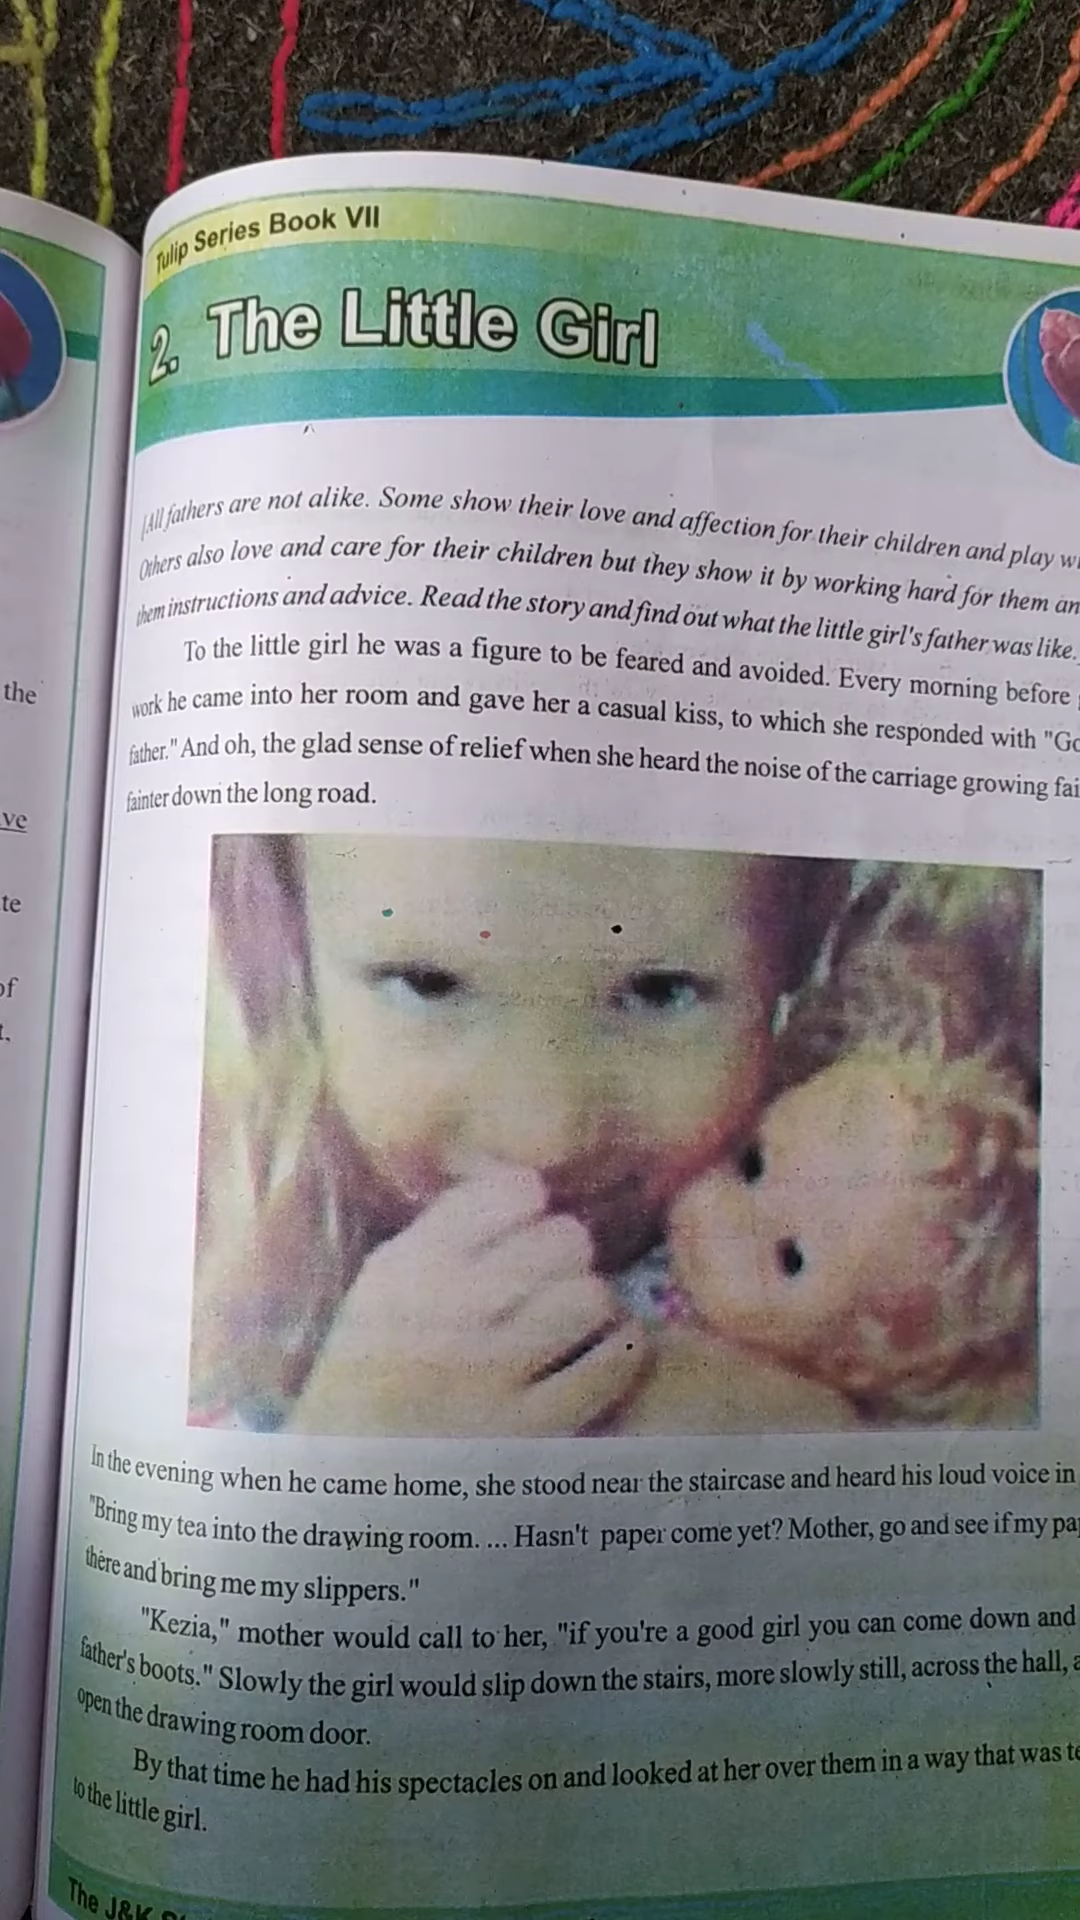 Tulip Series Book VII
2. The Little Girl
[All fathers are not alike. Some show their love and affection for their children and play
Others also love and care for their children but they show it by working hard for them
them instructions and advice. Read the story and find out what the little girl's father was like.
To the little girl he was a figure to be feared and avoided. Every morning before
work he came into her room and gave her a casual kiss, to which she responded with
father." And oh, the glad sense of relief when she heard the noise of the carriage growing
fainter down the long road.
the
ve
te
of
t.
In the evening when he came home, she stood near the staircase and heard his loud voice in
"Bring my tea into the drawing room. ... Hasn't paper come yet? Mother, go and see if my
there and bring me my slippers."
"Kezia," mother would call to her, "if you're a good girl you can come down and
father's boots." Slowly the girl would slip down the stairs, more slowly still, across the hall,
open the drawing room door.
By that time he had his spectacles on and looked at her over them in a way that was
to the little girl.
The J&K